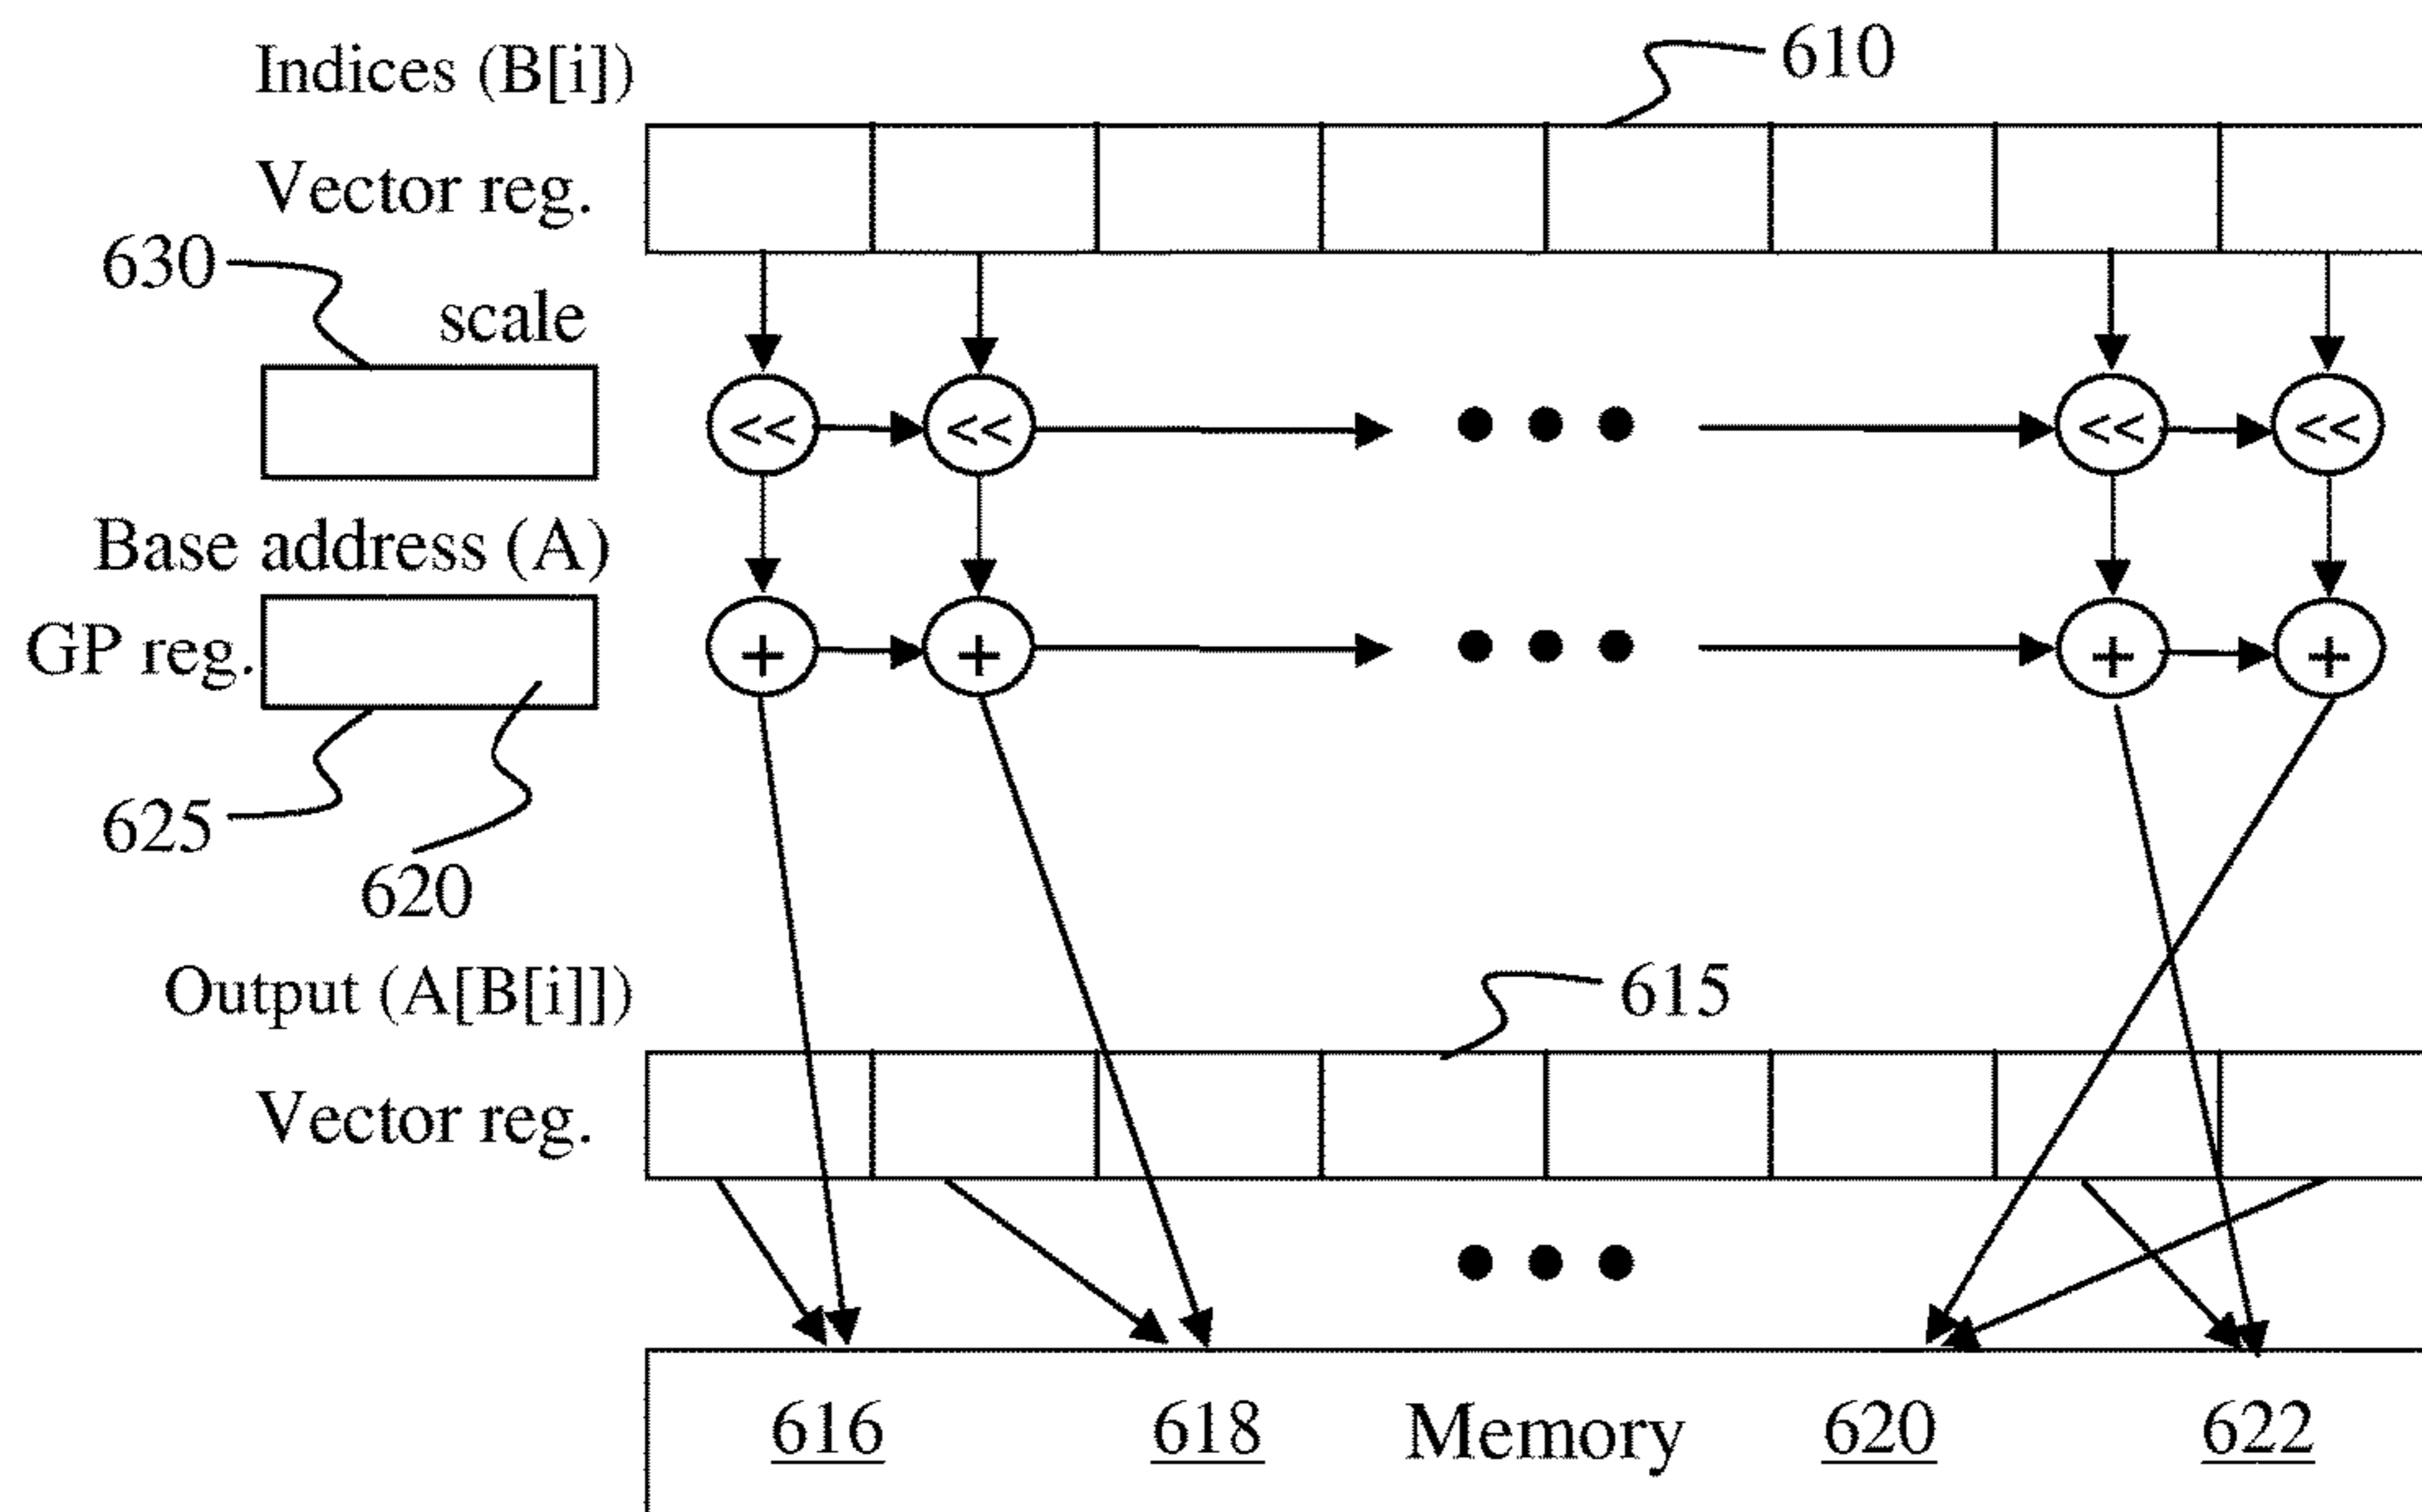 Indices (B[i])
610
Vector reg.
630
scale
<< << << <<
Base address (A)
GP reg.
+ + + +
625
620
Output (A[B[i]])
615
Vector reg.
616 618 Memory 620 622